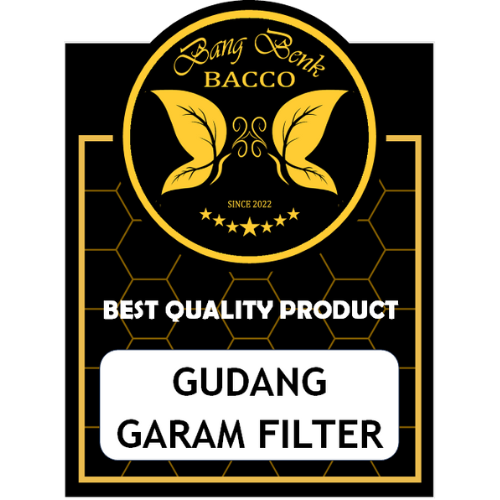 Bang Benk
BACCO
SINCE 2022
BEST QUALITY PRODUCT
GUDANG
GARAM FILTER